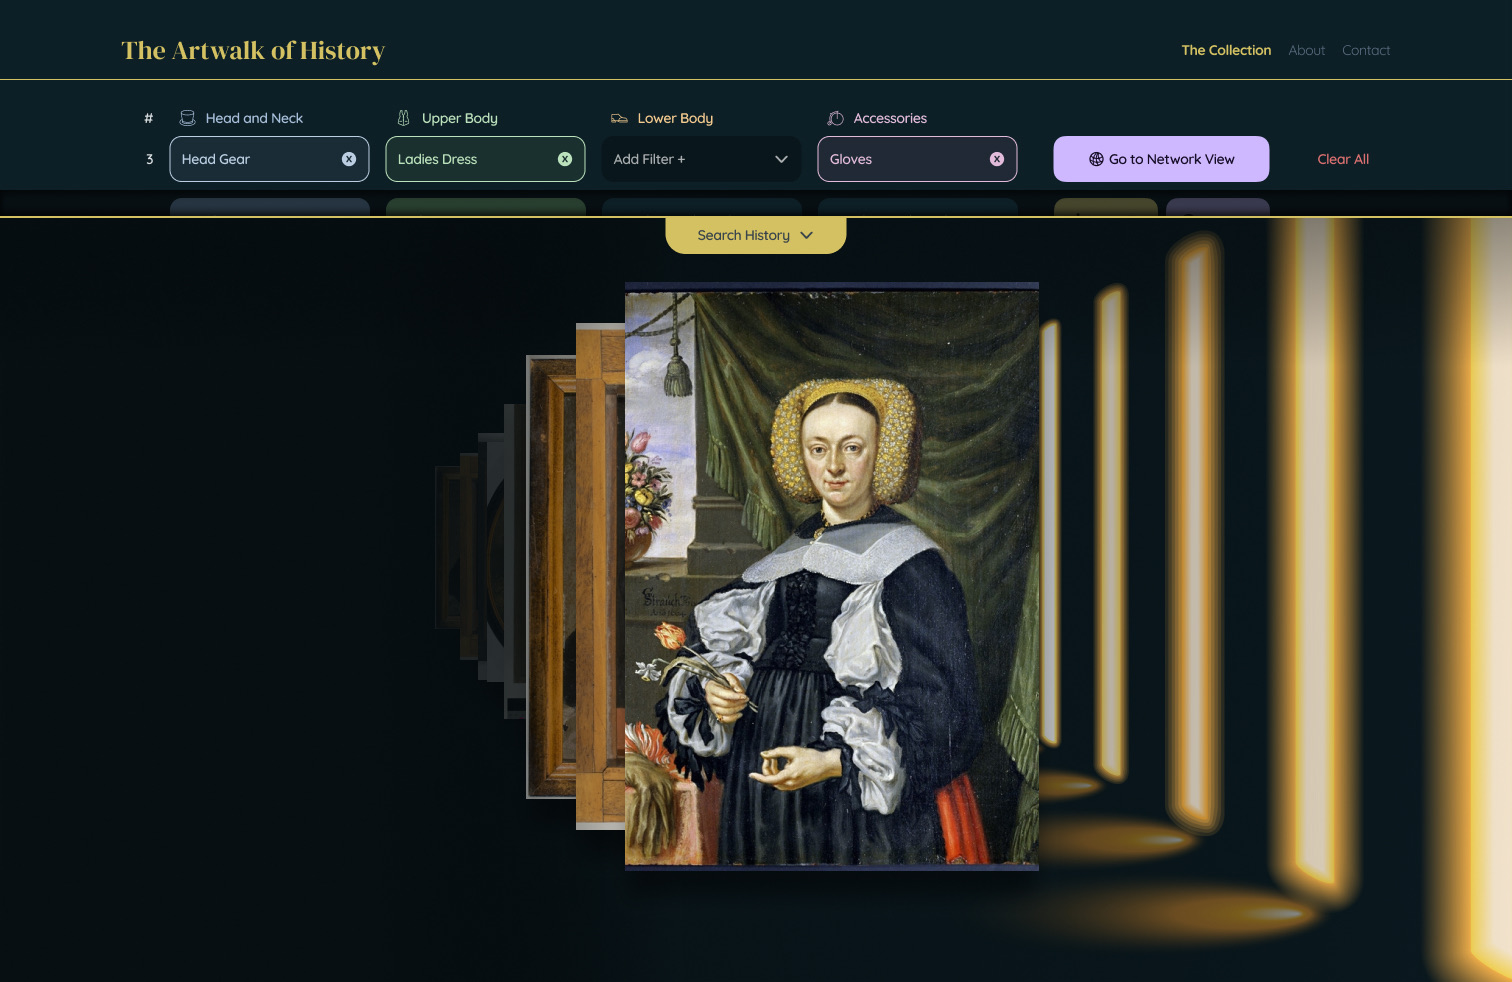 The Artwalk of History
The Collection About Contact
# Head and Neck Upper Body Lower Body Accessories
3 Head Gear x Ladies Dress x Add Filter + Gloves x Go to Network View Clear All
Search History
Strauch